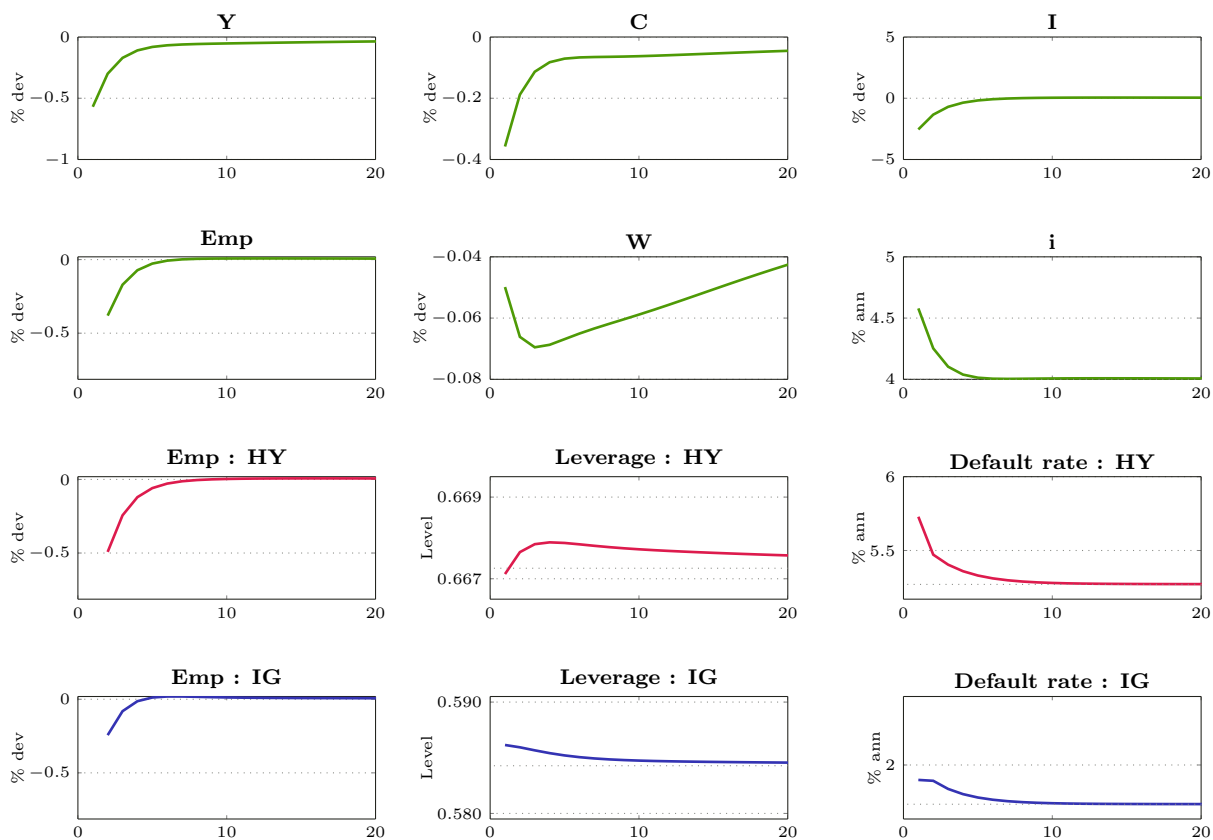 Y
% dev
0
−0.5
−1
0
10
20
C
% dev
0
−0.2
−0.4
0
10
20
I
% dev
5
0
−5
0
10
20
Emp
% dev
0
−0.5
0
10
20
W
% dev
−0.04
−0.06
−0.08
0
10
20
i
% ann
5
4.5
4
0
10
20
Emp : HY
% dev
0
−0.5
0
10
20
Leverage : HY
Level
0.669
0.667
0
10
20
Default rate : HY
% ann
6
5.5
0
10
20
Emp : IG
% dev
0
−0.5
0
10
20
Leverage : IG
Level
0.590
0.580
0
10
20
Default rate : IG
% ann
2
0
10
20